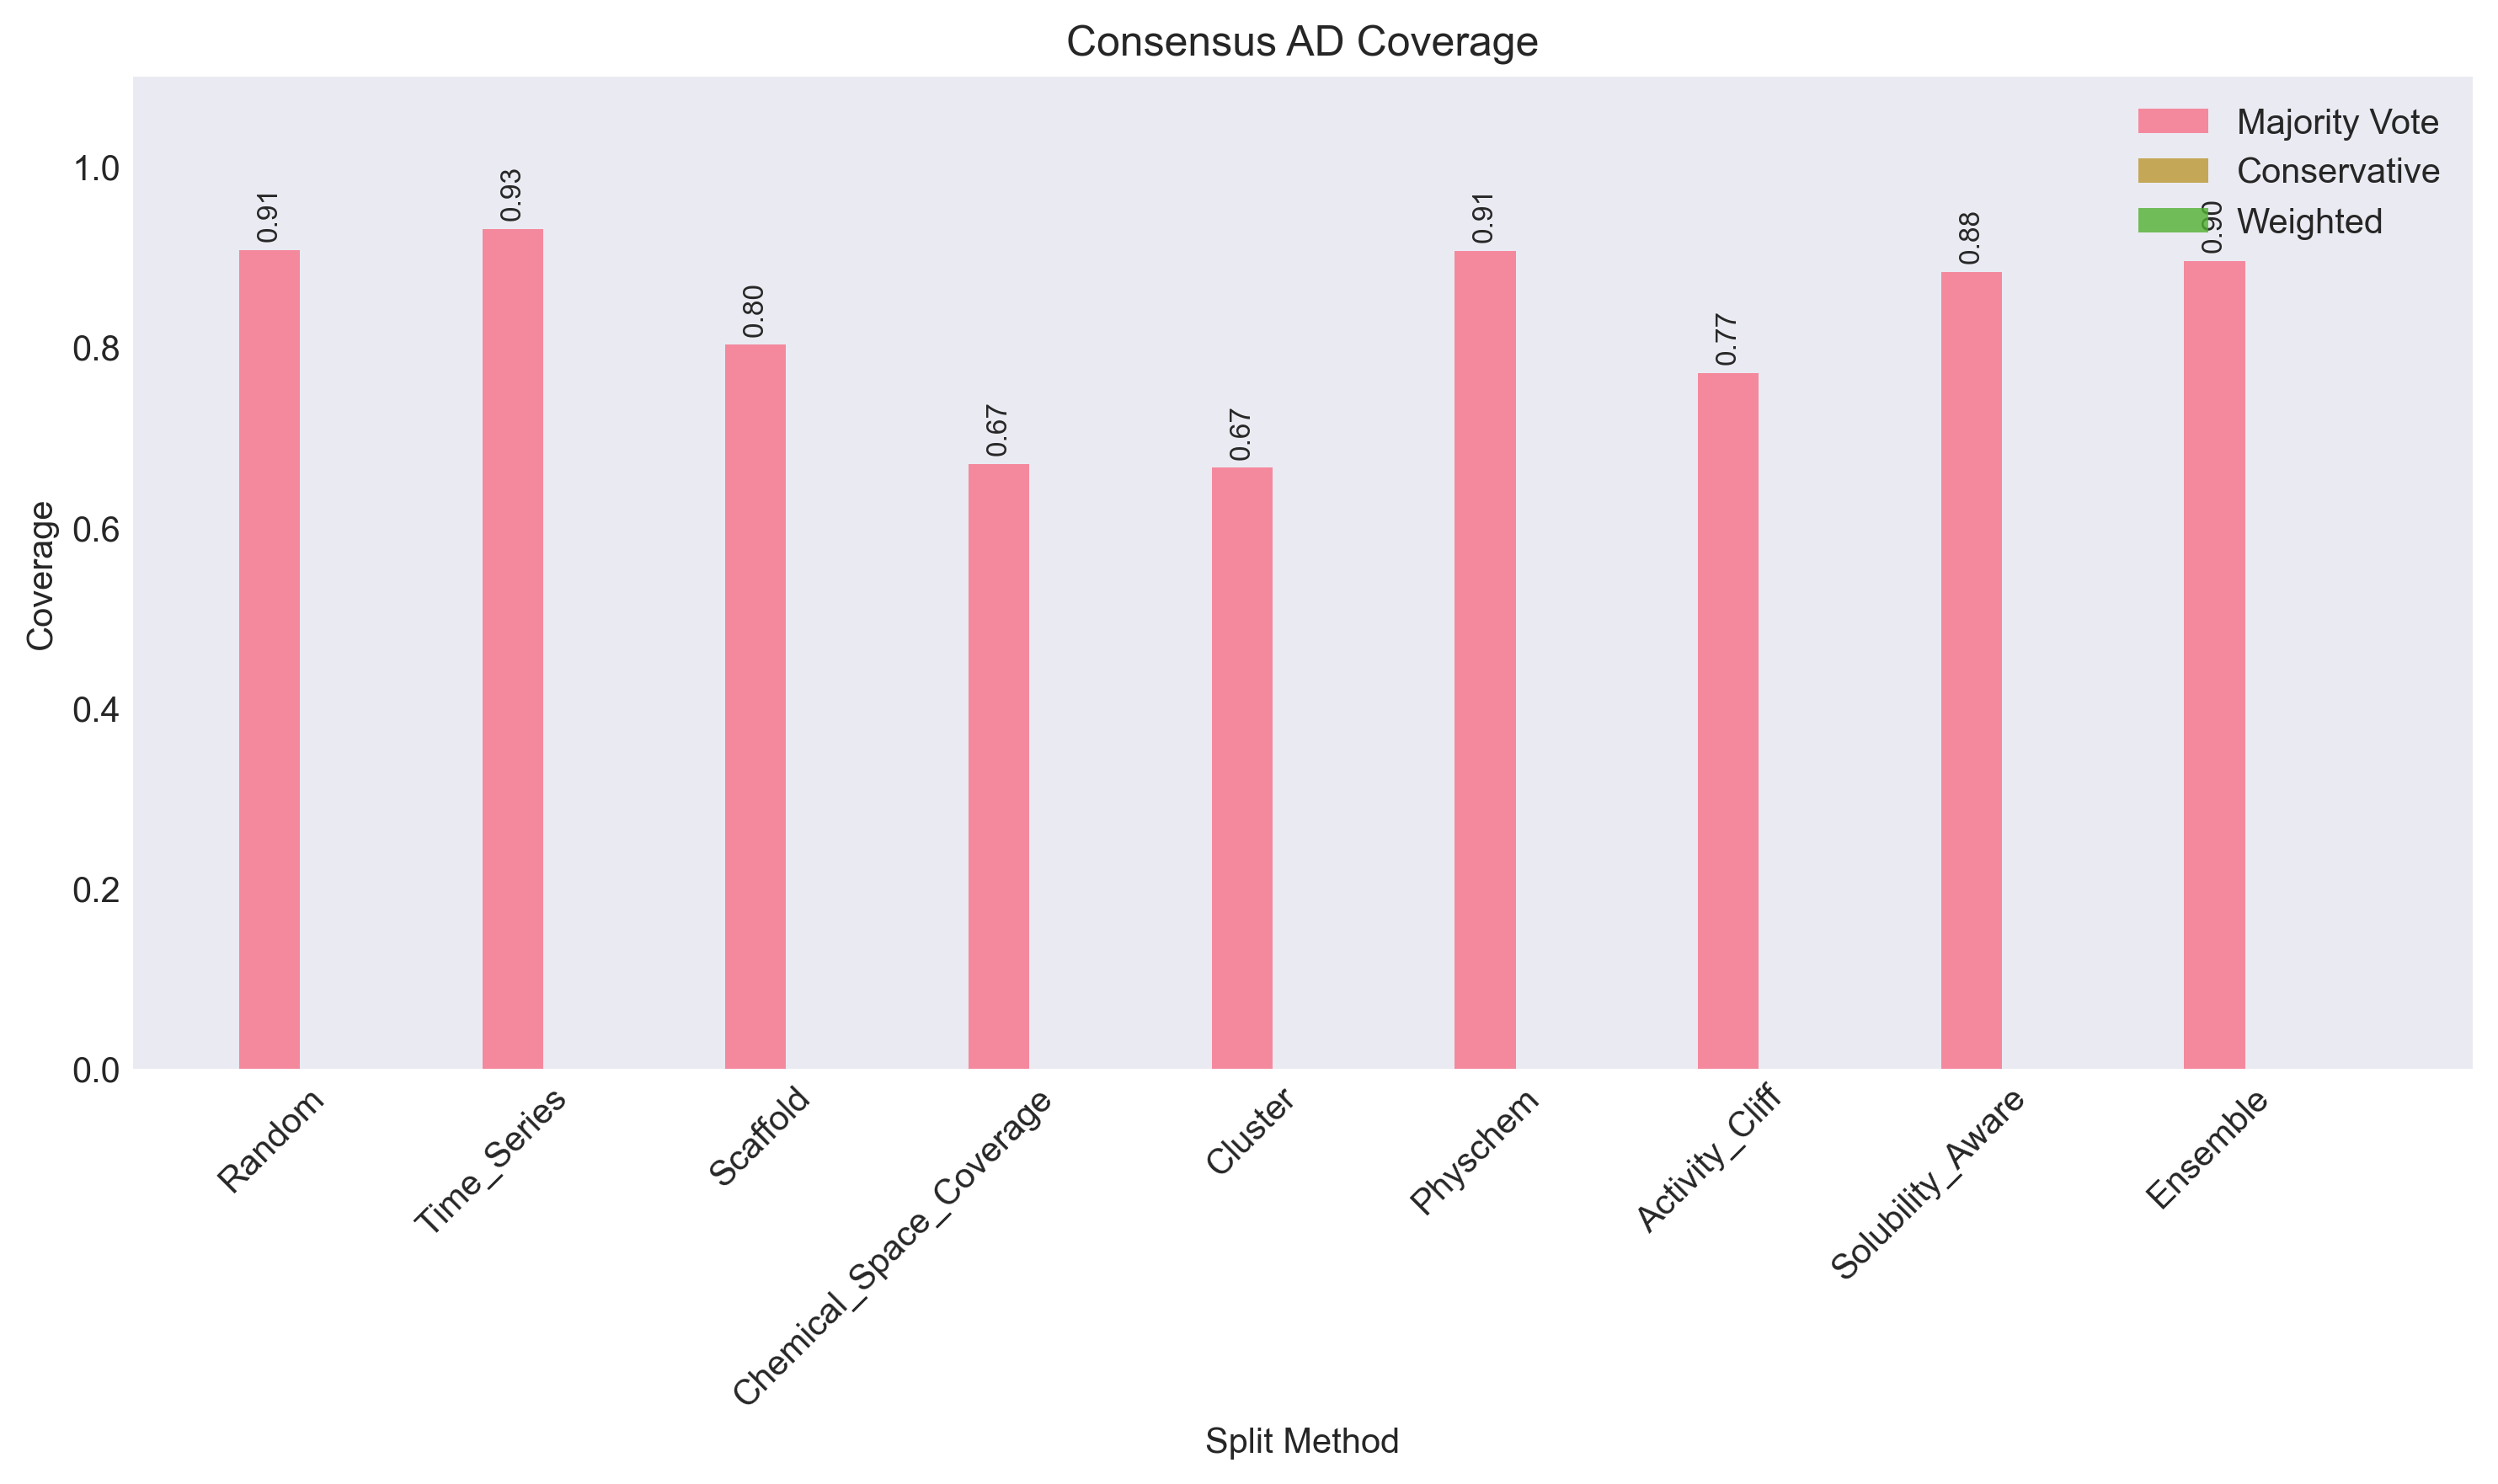 Consensus AD Coverage
Majority Vote
Conservative
Weighted
Coverage
1.0
0.8
0.6
0.4
0.2
0.0
0.91
0.93
0.80
0.67
0.67
0.91
0.77
0.88
0.90
Random
Time_Series
Scaffold
Chemical_Space_Coverage
Cluster
Physchem
Activity_Cliff
Solubility_Aware
Ensemble
Split Method